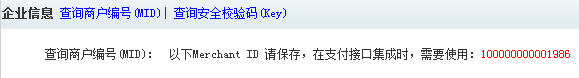 企业信息 查询商户编号(MID)| 查询安全校验码(Key)
查询商户编号(MID)： 以下Merchant ID 请保存，在支付接口集成时，需要使用：100000000001986